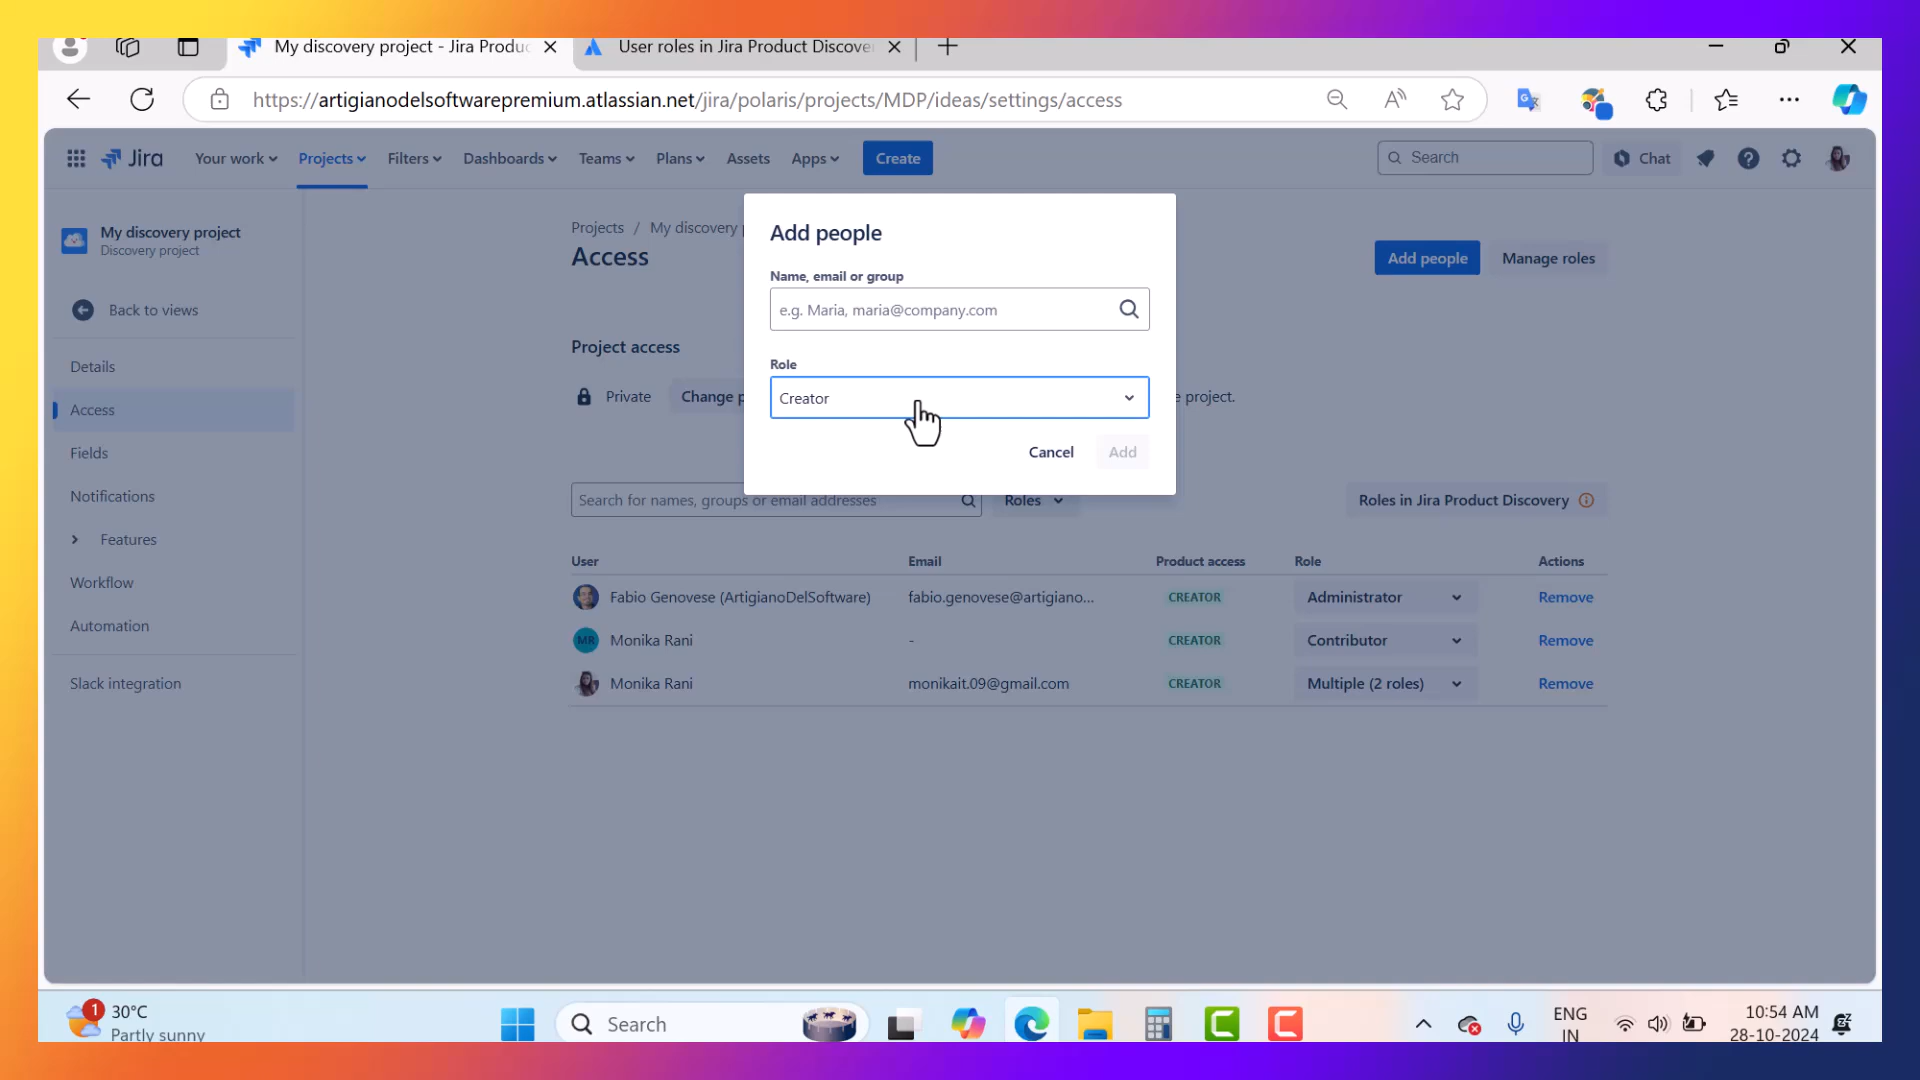 My discovery project - Jira Produc
User roles in Jira Product Discover
https://artigianodelsoftwarepremium.atlassian.net/jira/polaris/projects/MDP/ideas/settings/access
Jira
Your work
Projects
Filters
Dashboards
Teams
Plans
Assets
Apps
Create
Search
Chat
My discovery project
Discovery project
Back to views
Details
Access
Fields
Notifications
Features
Workflow
Automation
Slack integration
Projects / My discovery
Access
Add people
Manage roles
Project access
Private
Change p
e project.
Add people
Name, email or group
e.g. Maria, maria@company.com
Role
Creator
Cancel
Add
Search for names, groups or email addresses
Roles
Roles in Jira Product Discovery
User Email Product access Role Actions
Fabio Genovese (ArtigianoDelSoftware) fabio.genovese@artigiano... CREATOR Administrator Remove
MR Monika Rani - CREATOR Contributor Remove
Monika Rani monikait.09@gmail.com CREATOR Multiple (2 roles) Remove
1
30°C
Partly sunny
Search
ENG
IN
10:54 AM
28-10-2024